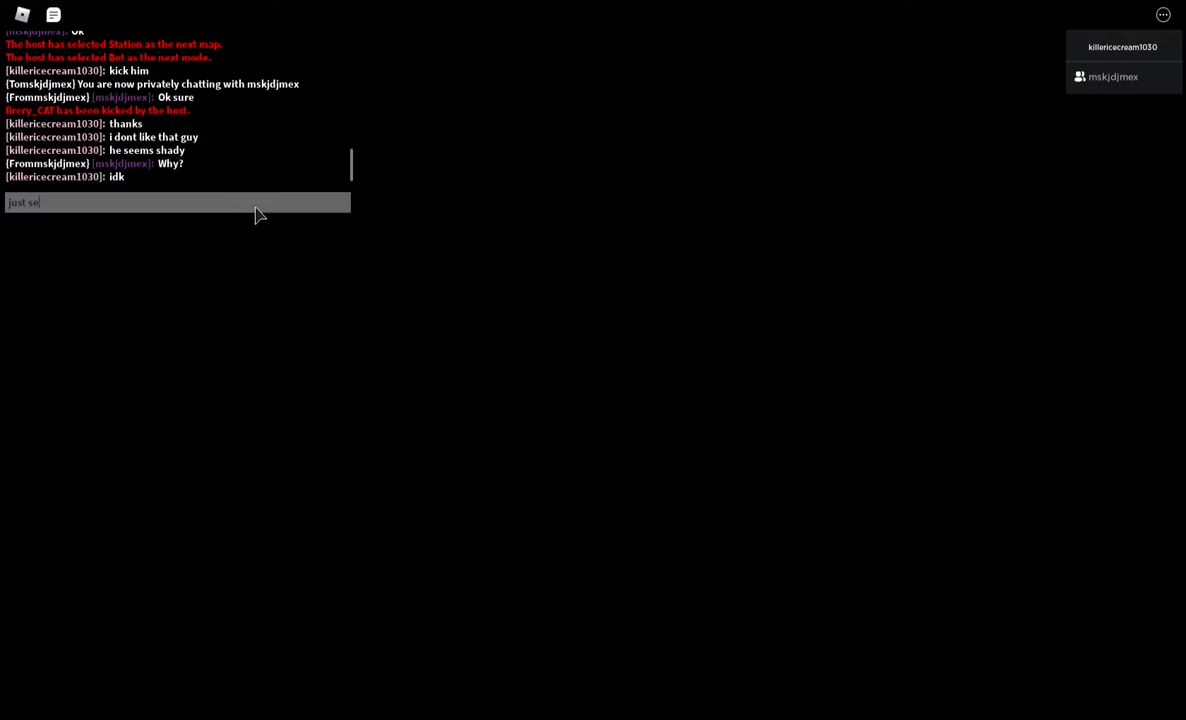 [mskjdjmex]: Ok
The host has selected Station as the next map.
The host has selected Bot as the next mode.
[killericecream1030]: kick him
{Tomskjdjmex} You are now privately chatting with mskjdjmex
{Frommskjdjmex} [mskjdjmex]: Ok sure
firery_CAT has been kicked by the host.
[killericecream1030]: thanks
[killericecream1030]: i dont like that guy
[killericecream1030]: he seems shady
{Frommskjdjmex} [mskjdjmex]: Why?
[killericecream1030]: idk
just se
killericecream1030
mskjdjmex